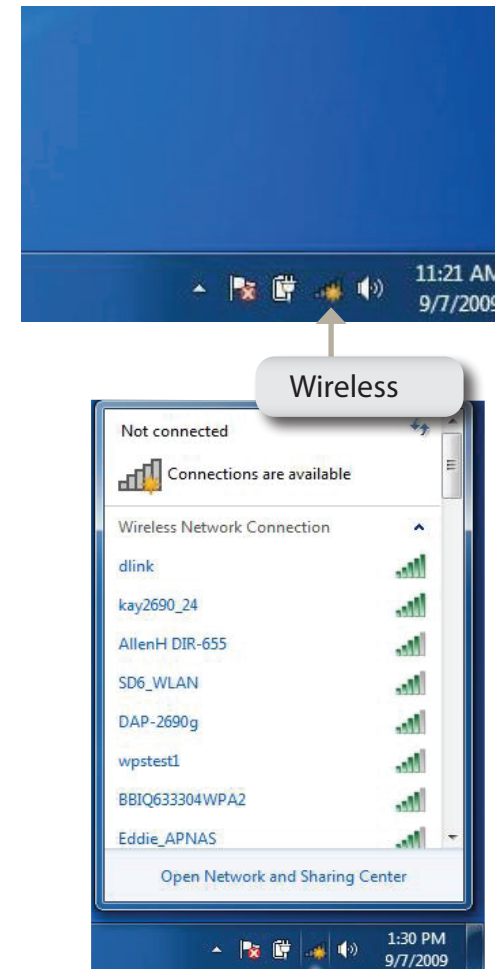 11:21 AM
9/7/2009
Wireless
Not connected
Connections are available
Wireless Network Connection
dlink
kay2690_24
AllenH DIR-655
SD6_WLAN
DAP-2690g
wpstest1
BBIQ633304WPA2
Eddie_APNAS
Open Network and Sharing Center
1:30 PM
9/7/2009